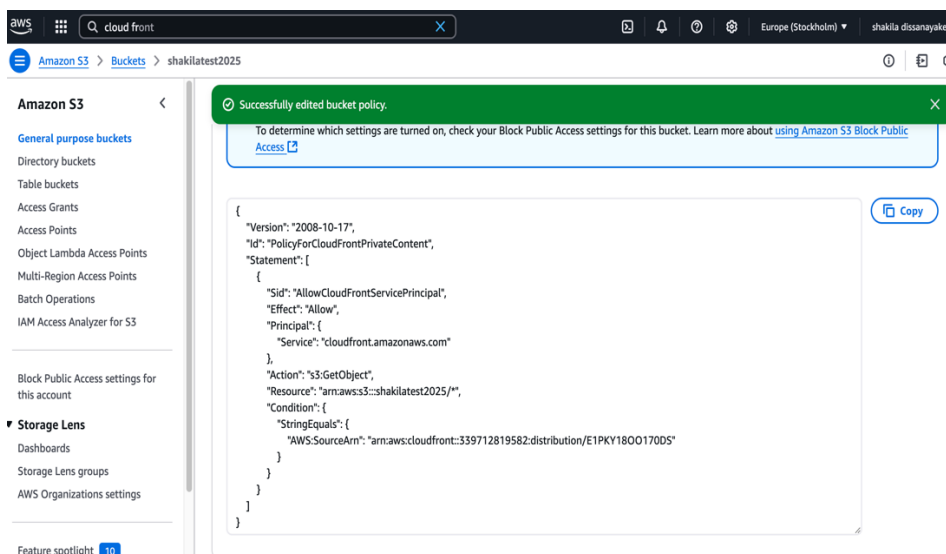 aws
cloud front
Europe (Stockholm)
shakila dissanayake
Amazon S3 > Buckets > shakilatest2025
Amazon S3
General purpose buckets
Directory buckets
Table buckets
Access Grants
Access Points
Object Lambda Access Points
Multi-Region Access Points
Batch Operations
IAM Access Analyzer for S3
Block Public Access settings for
this account
Storage Lens
Dashboards
Storage Lens groups
AWS Organizations settings
Feature spotlight 10
Successfully edited bucket policy.
To determine which settings are turned on, check your Block Public Access settings for this bucket. Learn more about using Amazon S3 Block Public
Access
Copy
{
"Version": "2008-10-17",
"Id": "PolicyForCloudFrontPrivateContent",
"Statement": [
{
"Sid": "AllowCloudFrontServicePrincipal",
"Effect": "Allow",
"Principal": {
"Service": "cloudfront.amazonaws.com"
},
"Action": "s3:GetObject",
"Resource": "arn:aws:s3:::shakilatest2025/*",
"Condition": {
"StringEquals": {
"AWS:SourceArn": "arn:aws:cloudfront::339712819582:distribution/E1PKY18OO170DS"
}
}
}
]
}